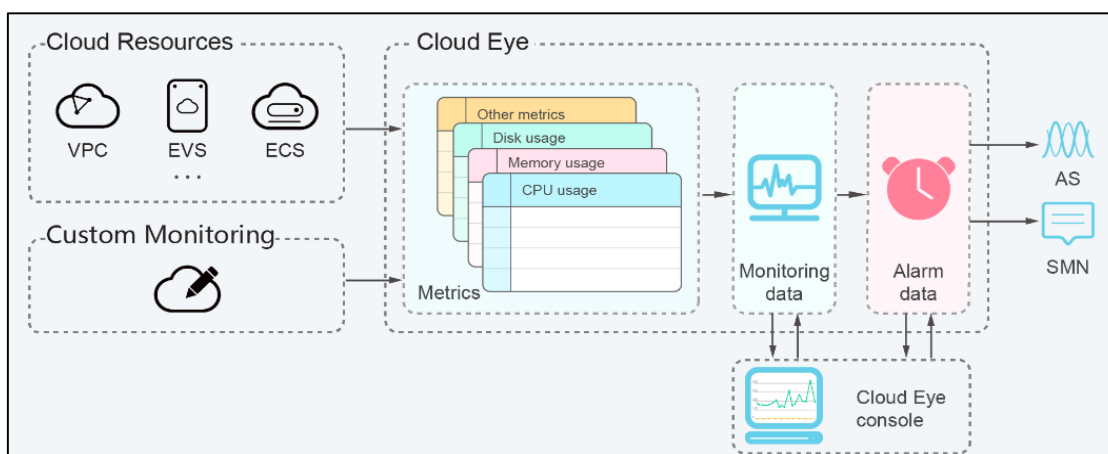 Cloud Resources
VPC
EVS
ECS
...
Custom Monitoring
Cloud Eye
Other metrics
Disk usage
Memory usage
CPU usage
Metrics
Monitoring
data
Alarm
data
AS
SMN
Cloud Eye
console